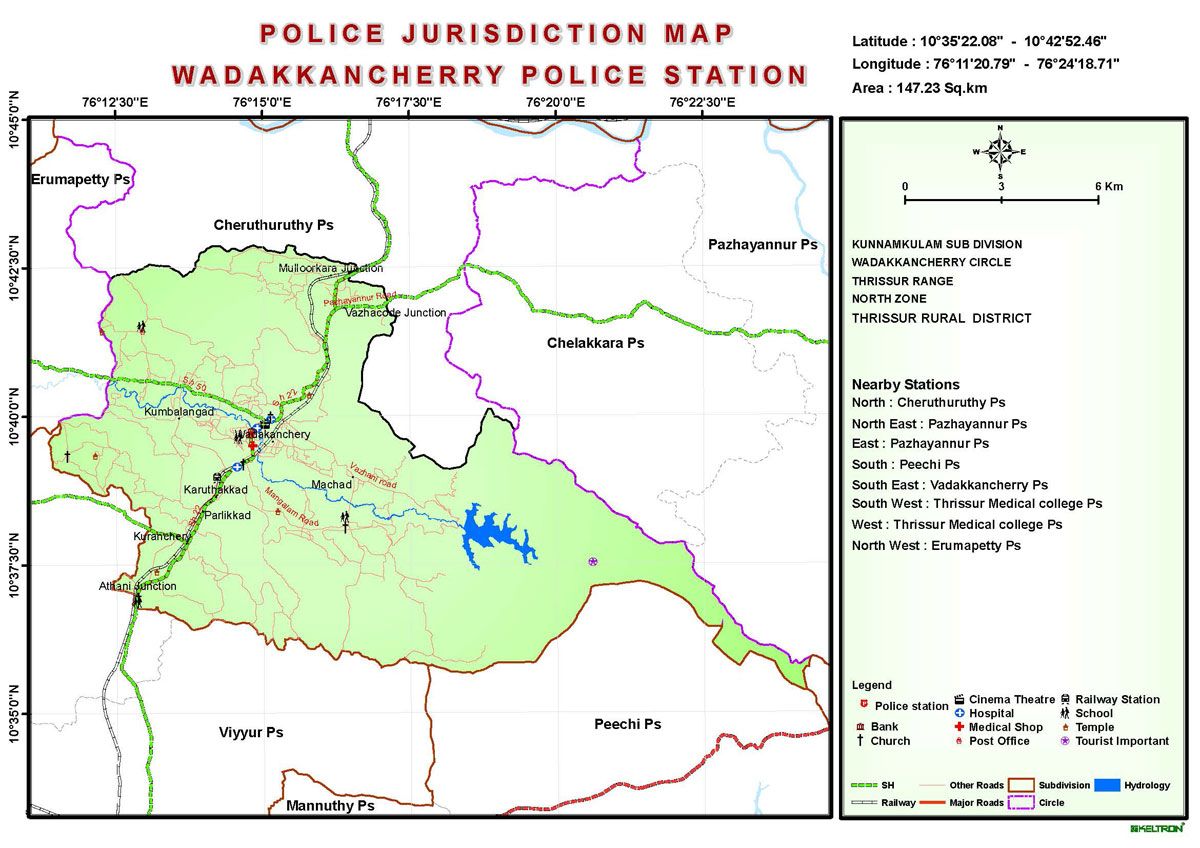 POLICE JURISDICTION MAP
WADAKKANCHERRY POLICE STATION
Latitude : 10°35'22.08" - 10°42'52.46"
Longitude : 76°11'20.79" - 76°24'18.71"
Area : 147.23 Sq.km
76°12'30"E 76°15'0"E 76°17'30"E 76°20'0"E 76°22'30"E
10°45'0"N
10°42'30"N
10°40'0"N
10°37'30"N
10°35'0"N
Erumapetty Ps
Cheruthuruthy Ps
Pazhayannur Ps
Mulloorkara Junction
Pazhayannur Road
Vazhacode Junction
Chelakkara Ps
Sh 50
Sh 22
Kumbalangad
Wadakanchery
Vazhani road
Machad
Karuthakkad
Mangalam Road
Parlikkad
Kuranchery
Athani Junction
Viyyur Ps
Peechi Ps
Mannuthy Ps
N
W E
S
0 3 6 Km
KUNNAMKULAM SUB DIVISION
WADAKKANCHERRY CIRCLE
THRISSUR RANGE
NORTH ZONE
THRISSUR RURAL DISTRICT
Nearby Stations
North : Cheruthuruthy Ps
North East : Pazhayannur Ps
East : Pazhayannur Ps
South : Peechi Ps
South East : Vadakkancherry Ps
South West : Thrissur Medical college Ps
West : Thrissur Medical college Ps
North West : Erumapetty Ps
Legend
Police station
Bank
Church
Cinema Theatre
Hospital
Medical Shop
Post Office
Railway Station
School
Temple
Tourist Important
SH Other Roads Subdivision Hydrology
Railway Major Roads Circle
KELTRON